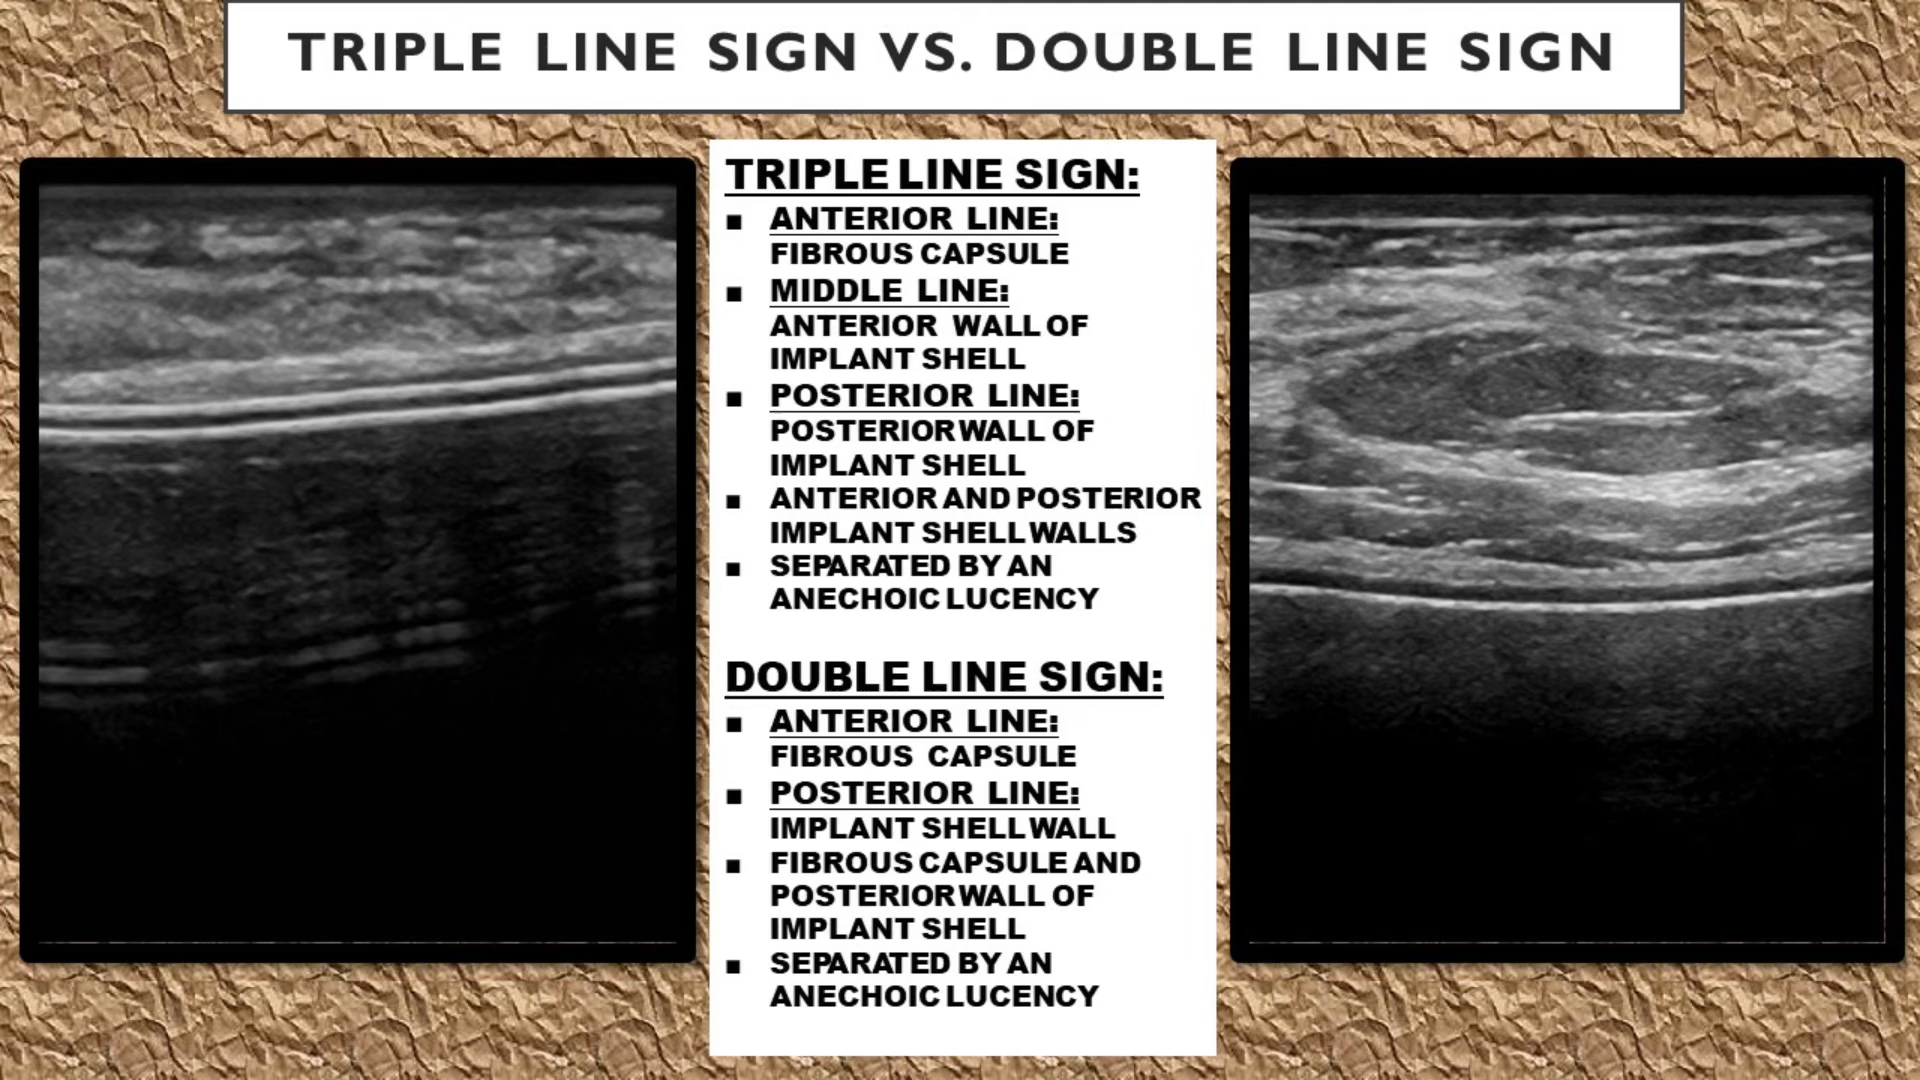 TRIPLE LINE SIGN VS. DOUBLE LINE SIGN
TRIPLE LINE SIGN:
▪ ANTERIOR LINE:
FIBROUS CAPSULE
▪ MIDDLE LINE:
ANTERIOR WALL OF
IMPLANT SHELL
▪ POSTERIOR LINE:
POSTERIOR WALL OF
IMPLANT SHELL
▪ ANTERIOR AND POSTERIOR
IMPLANT SHELL WALLS
▪ SEPARATED BY AN
ANECHOIC LUCENCY
DOUBLE LINE SIGN:
▪ ANTERIOR LINE:
FIBROUS CAPSULE
▪ POSTERIOR LINE:
IMPLANT SHELL WALL
▪ FIBROUS CAPSULE AND
POSTERIOR WALL OF
IMPLANT SHELL
▪ SEPARATED BY AN
ANECHOIC LUCENCY